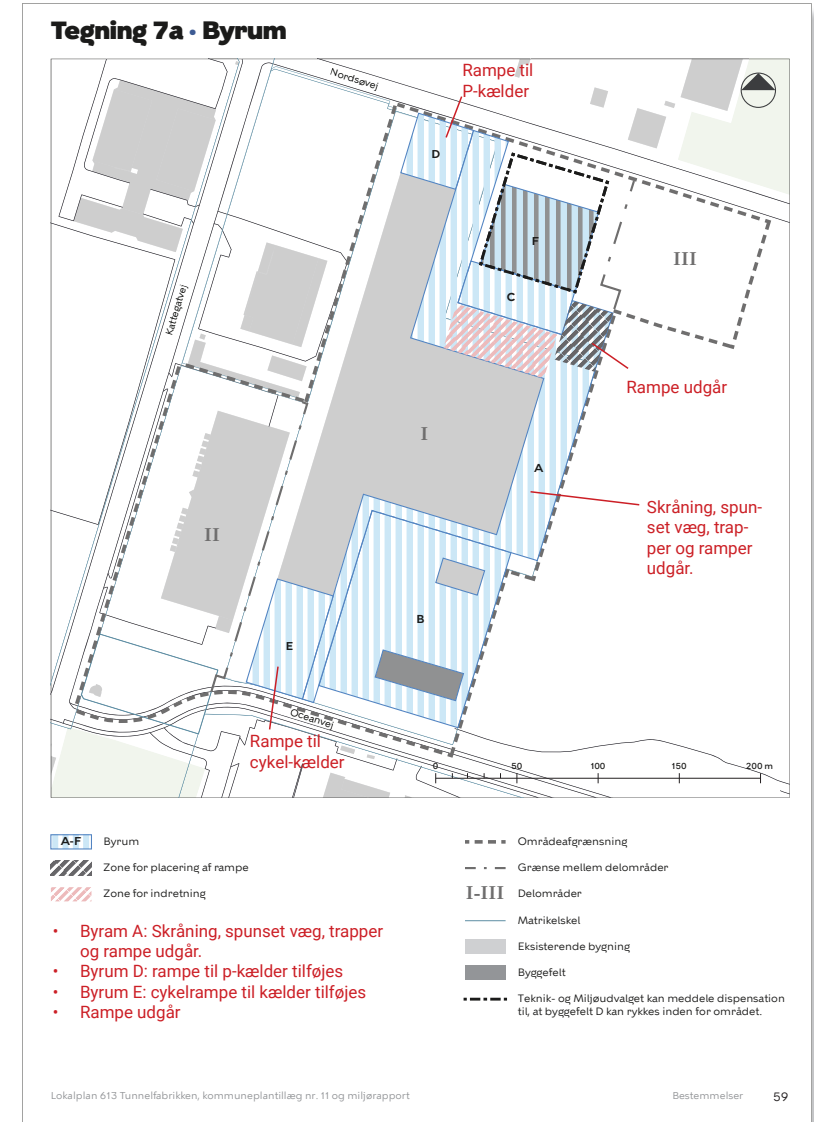 Tegning 7a • Byrum
Nordsøvej
Rampe til
P-kælder
D
F
III
C
Kattegatvej
Rampe udgår
I
A
Skråning, spun-
set væg, trap-
per og ramper
udgår.
II
B
E
Oceanvej
Rampe til
cykel-kælder
0 50 100 150 200 m
A-F Byrum
Zone for placering af rampe
Zone for indretning
• Byram A: Skråning, spunset væg, trapper
og rampe udgår.
• Byrum D: rampe til p-kælder tilføjes
• Byrum E: cykelrampe til kælder tilføjes
• Rampe udgår
Områdeafgrænsning
Grænse mellem delområder
I-III Delområder
Matrikelskel
Eksisterende bygning
Byggefelt
Teknik- og Miljøudvalget kan meddele dispensation
til, at byggefelt D kan rykkes inden for området.
Lokalplan 613 Tunnelfabrikken, kommuneplantillæg nr. 11 og miljørapport
Bestemmelser 59